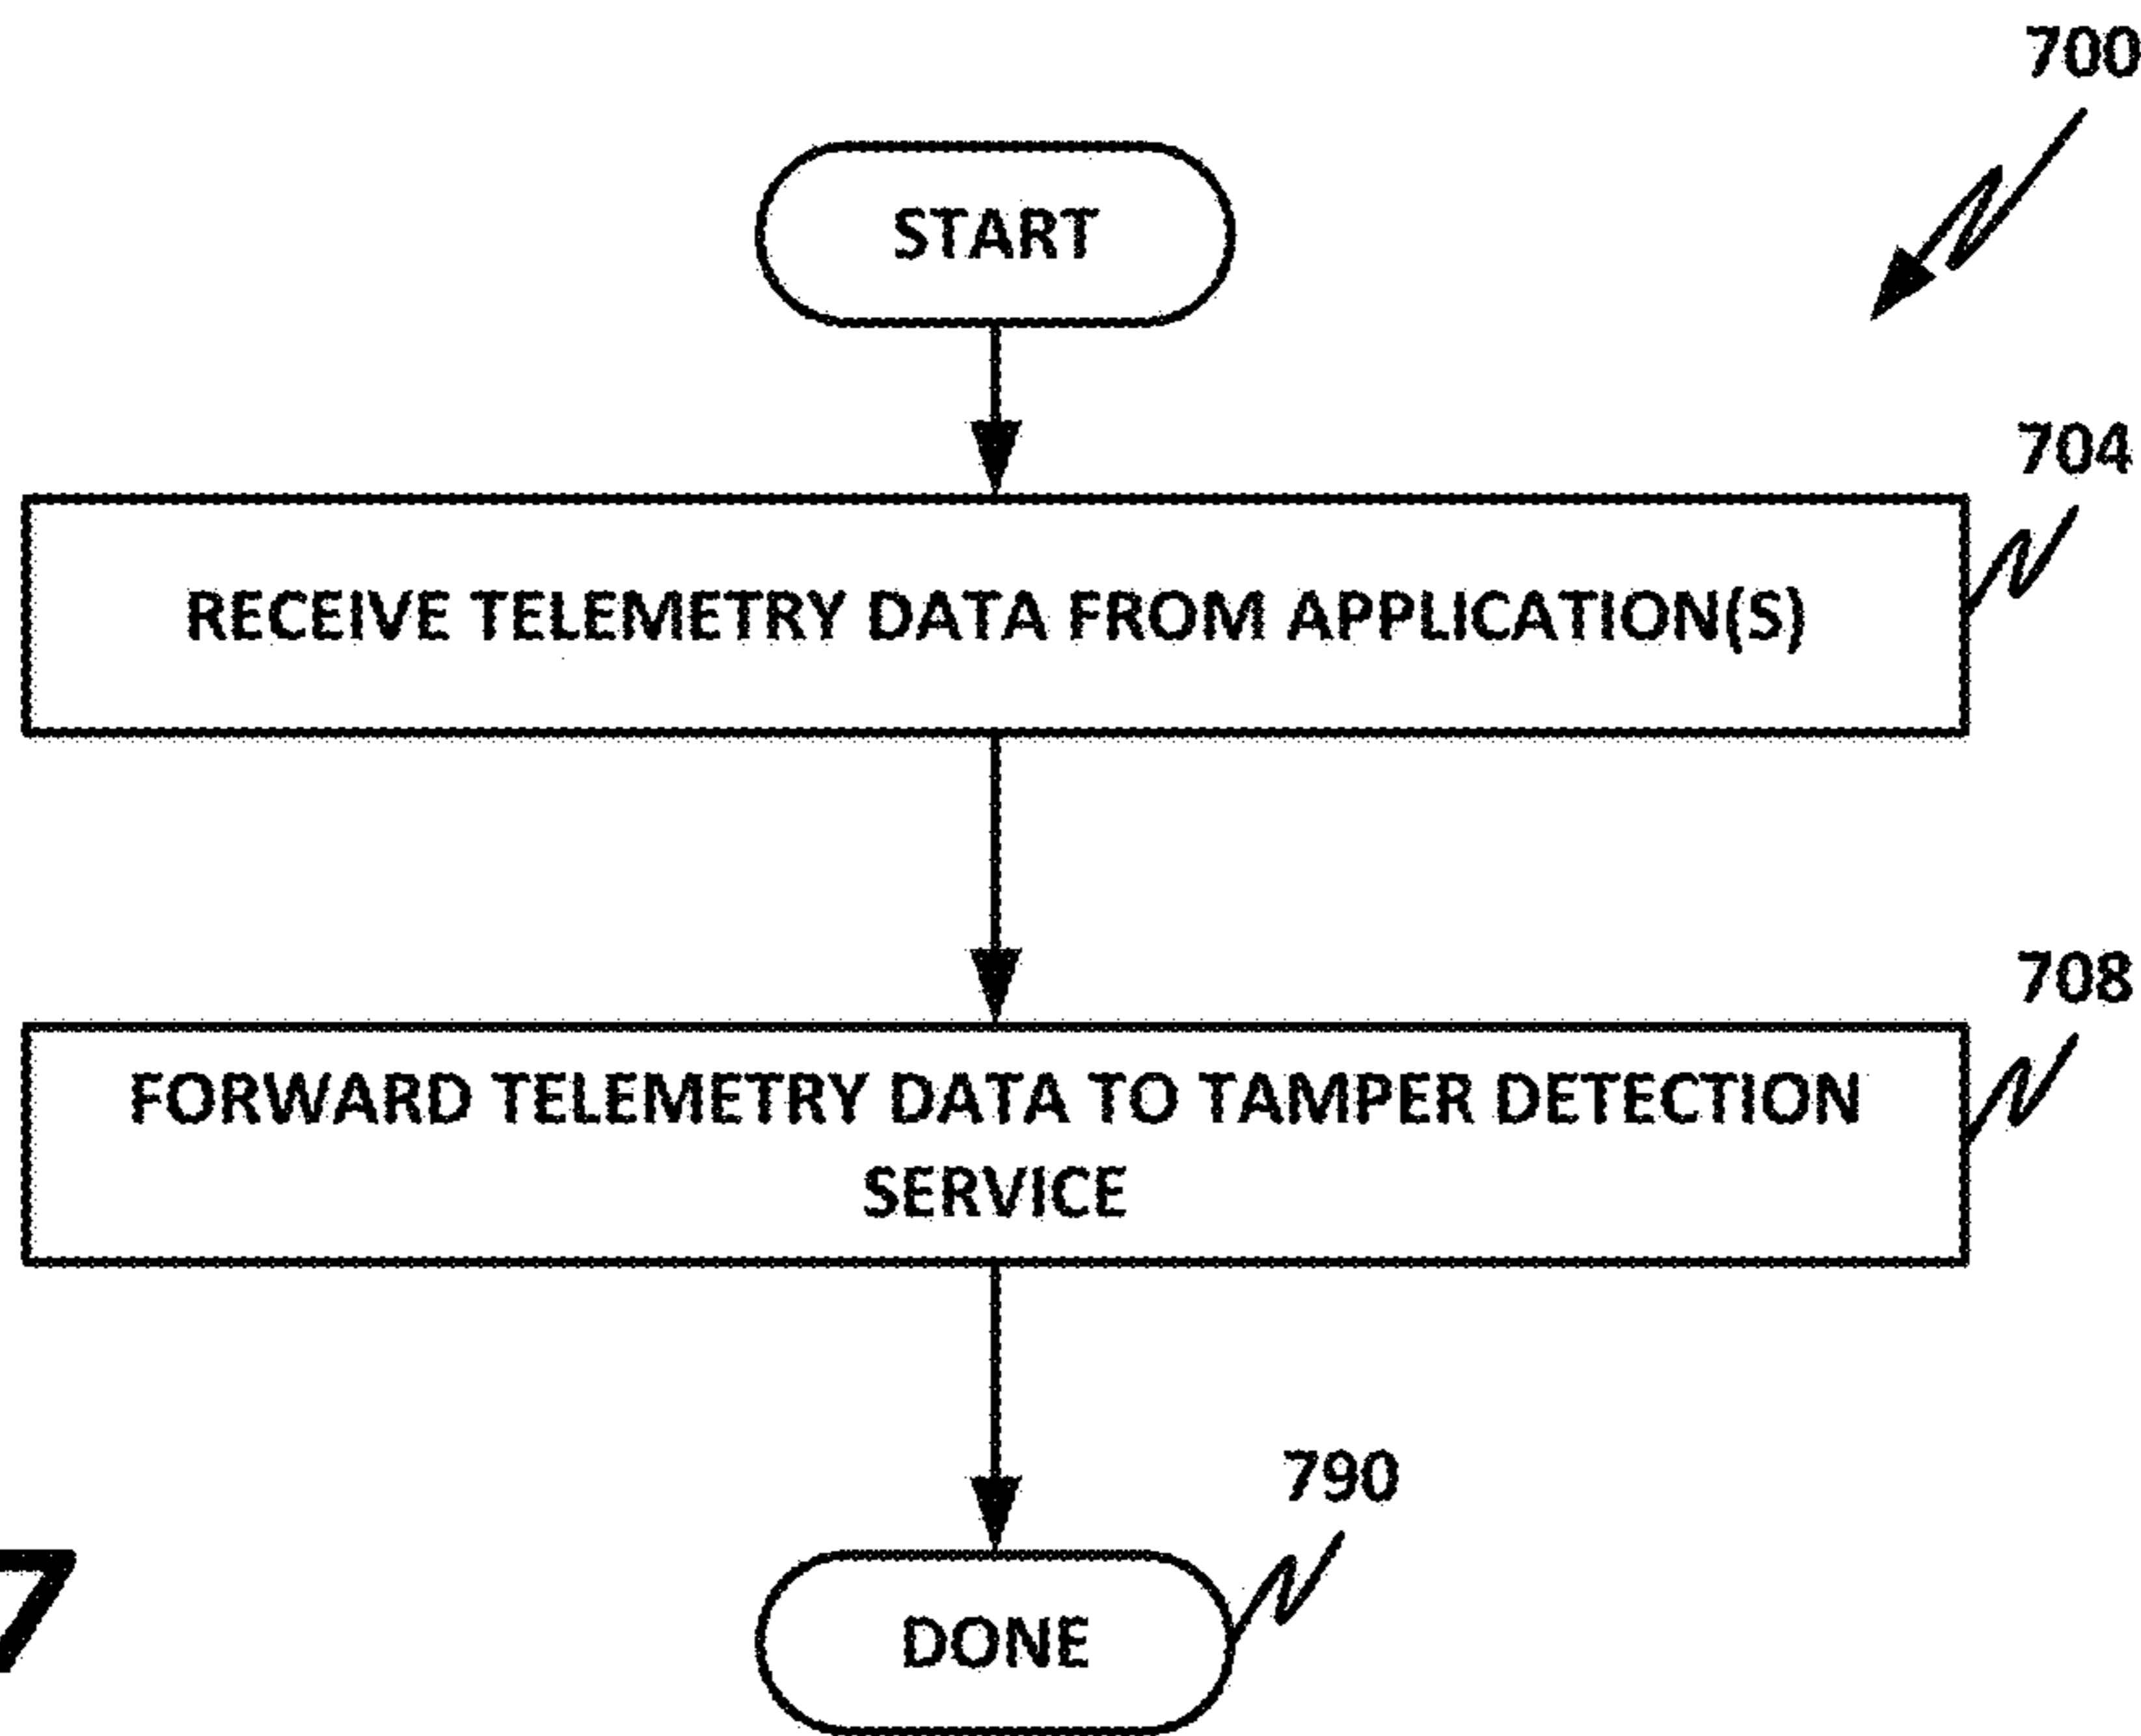 700
START
704
RECEIVE TELEMETRY DATA FROM APPLICATION(S)
708
FORWARD TELEMETRY DATA TO TAMPER DETECTION
SERVICE
790
DONE
7